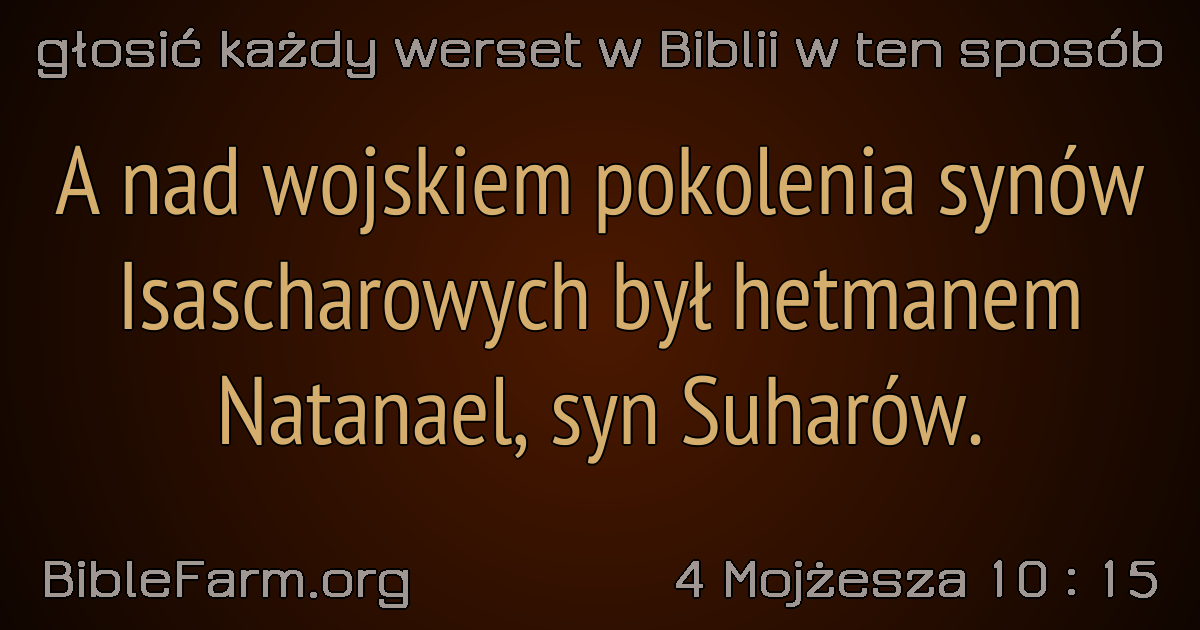 głosić każdy werset w Biblii w ten sposób
A nad wojskiem pokolenia synów
Isascharowych był hetmanem
Natanael, syn Suharów.
BibleFarm.org
4 Mojżesza 10 : 15